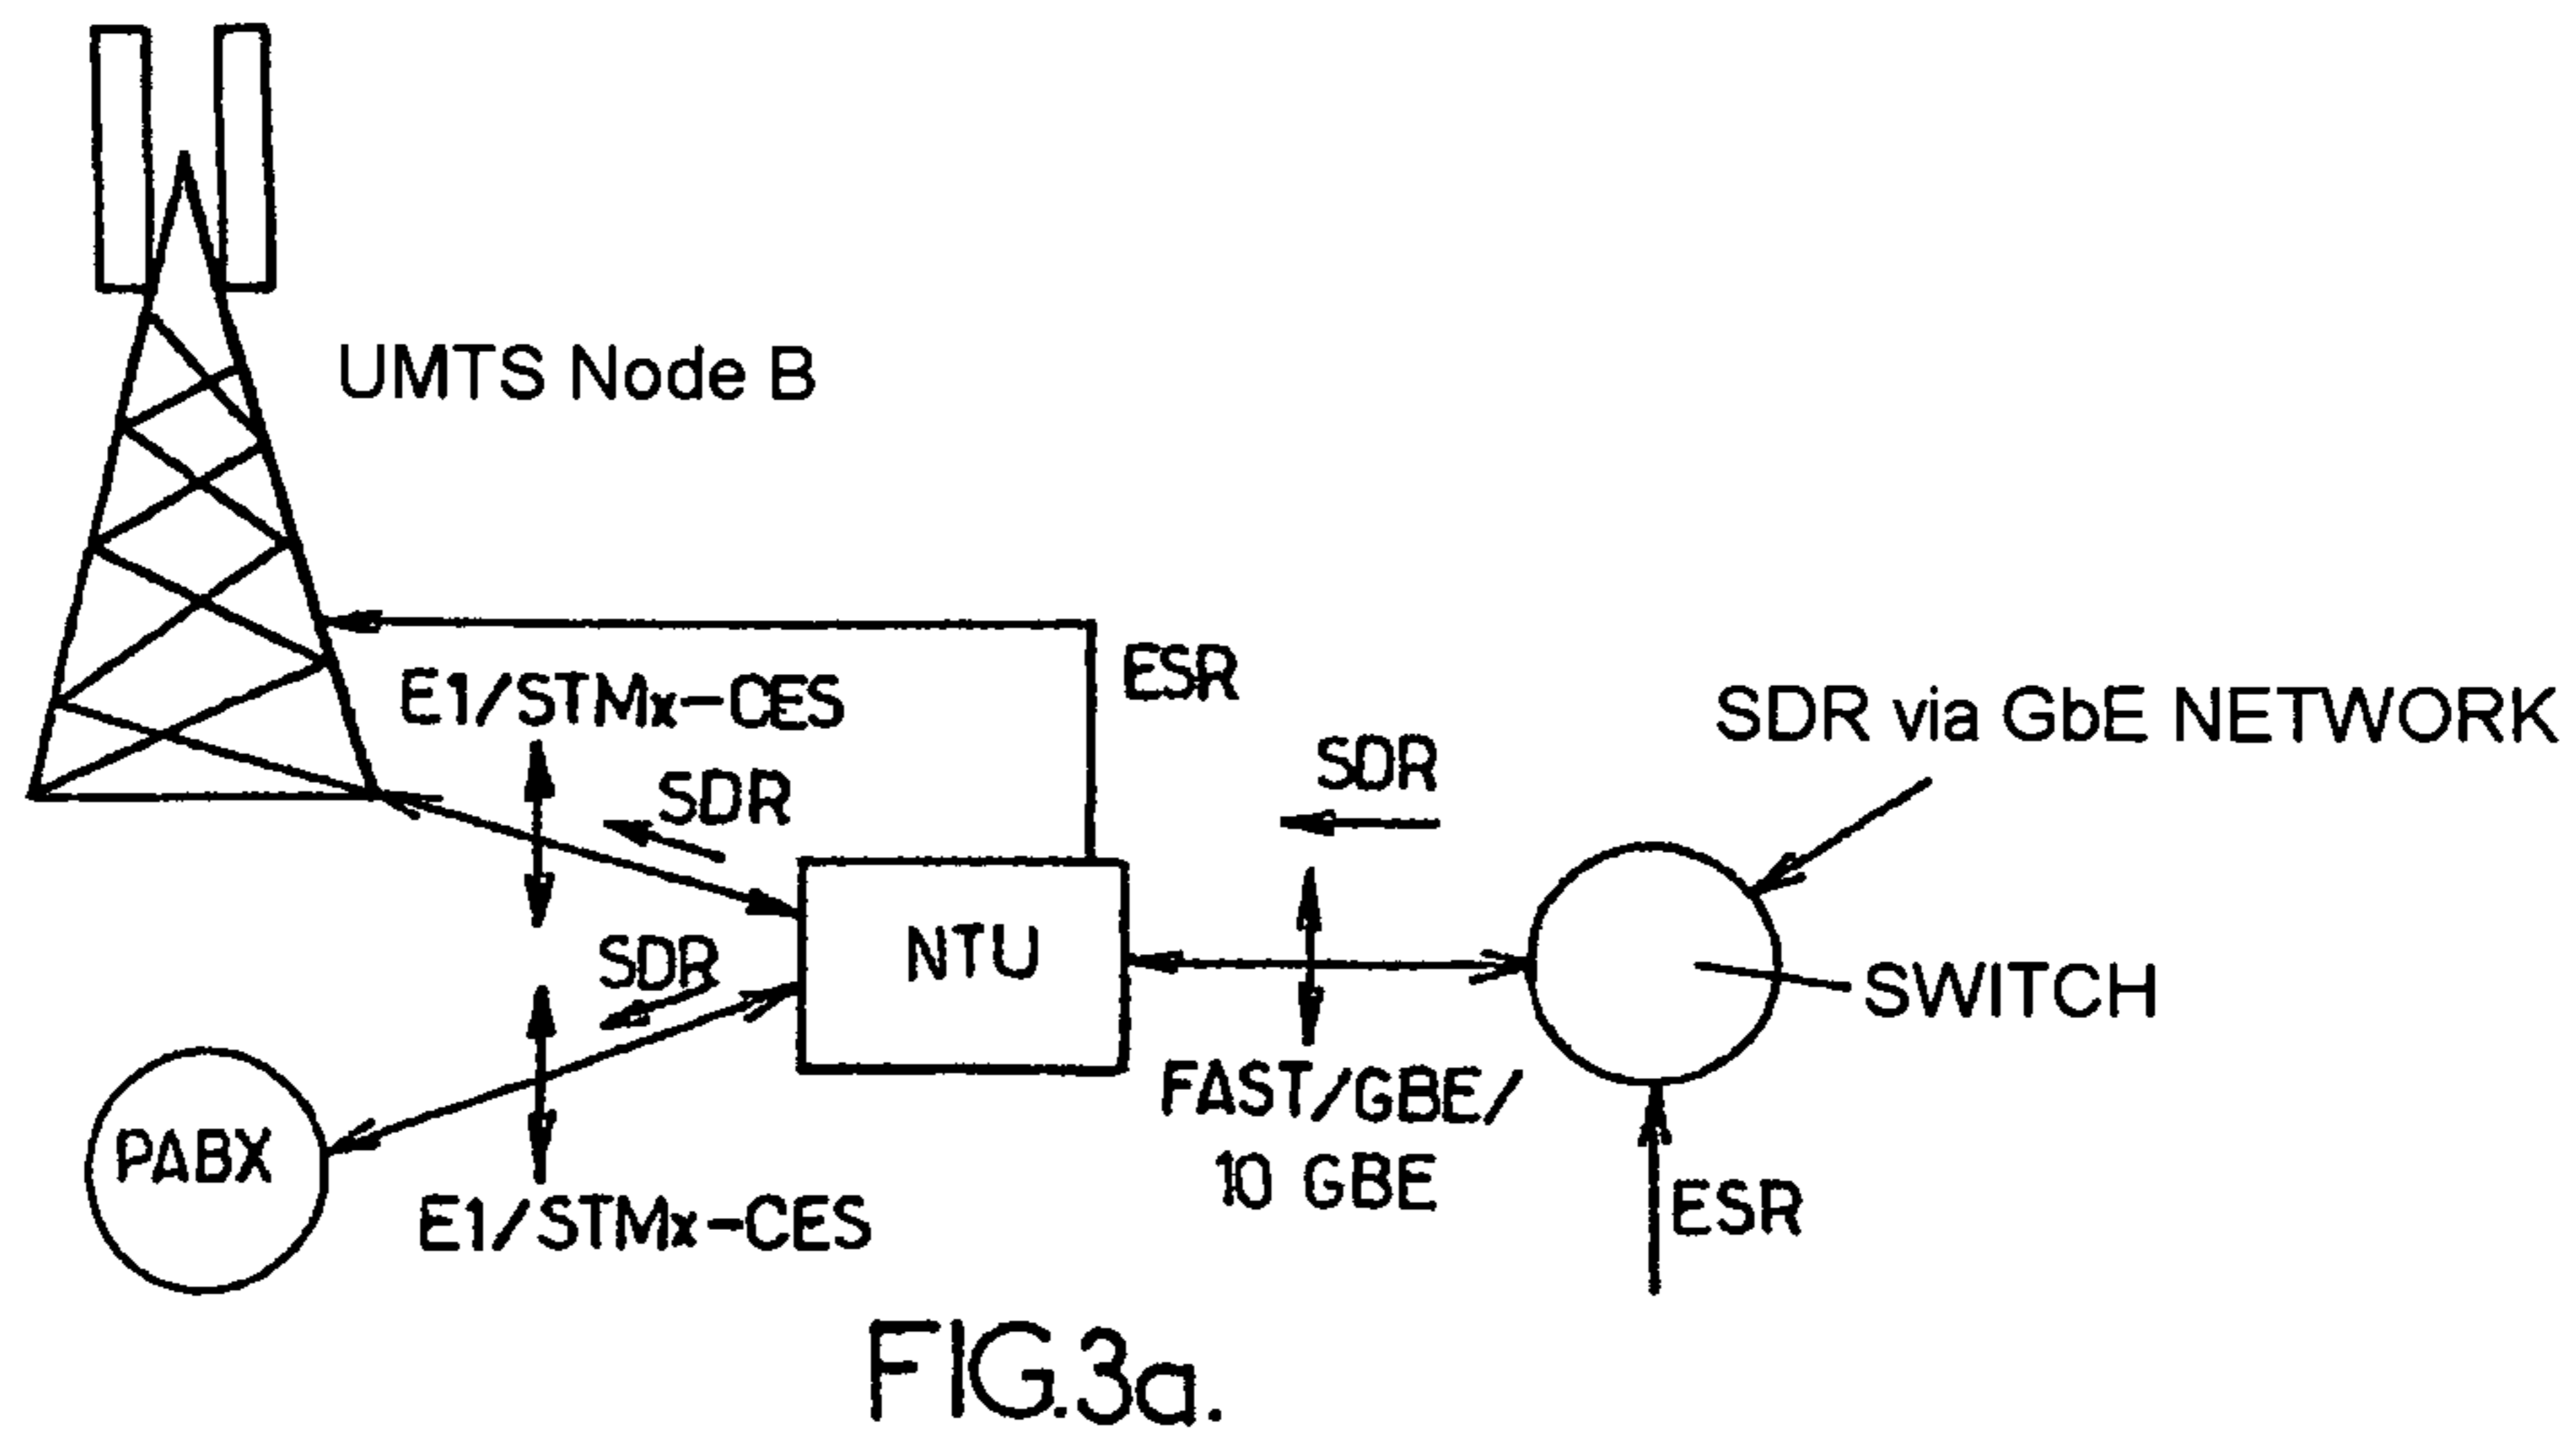 UMTS Node B
E1/STMx-CES
ESR
SDR via GbE NETWORK
SDR
SDR
NTU
SDR
SWITCH
PABX
FAST/GBE/
10 GBE
E1/STMx-CES
ESR
FIG.3a.